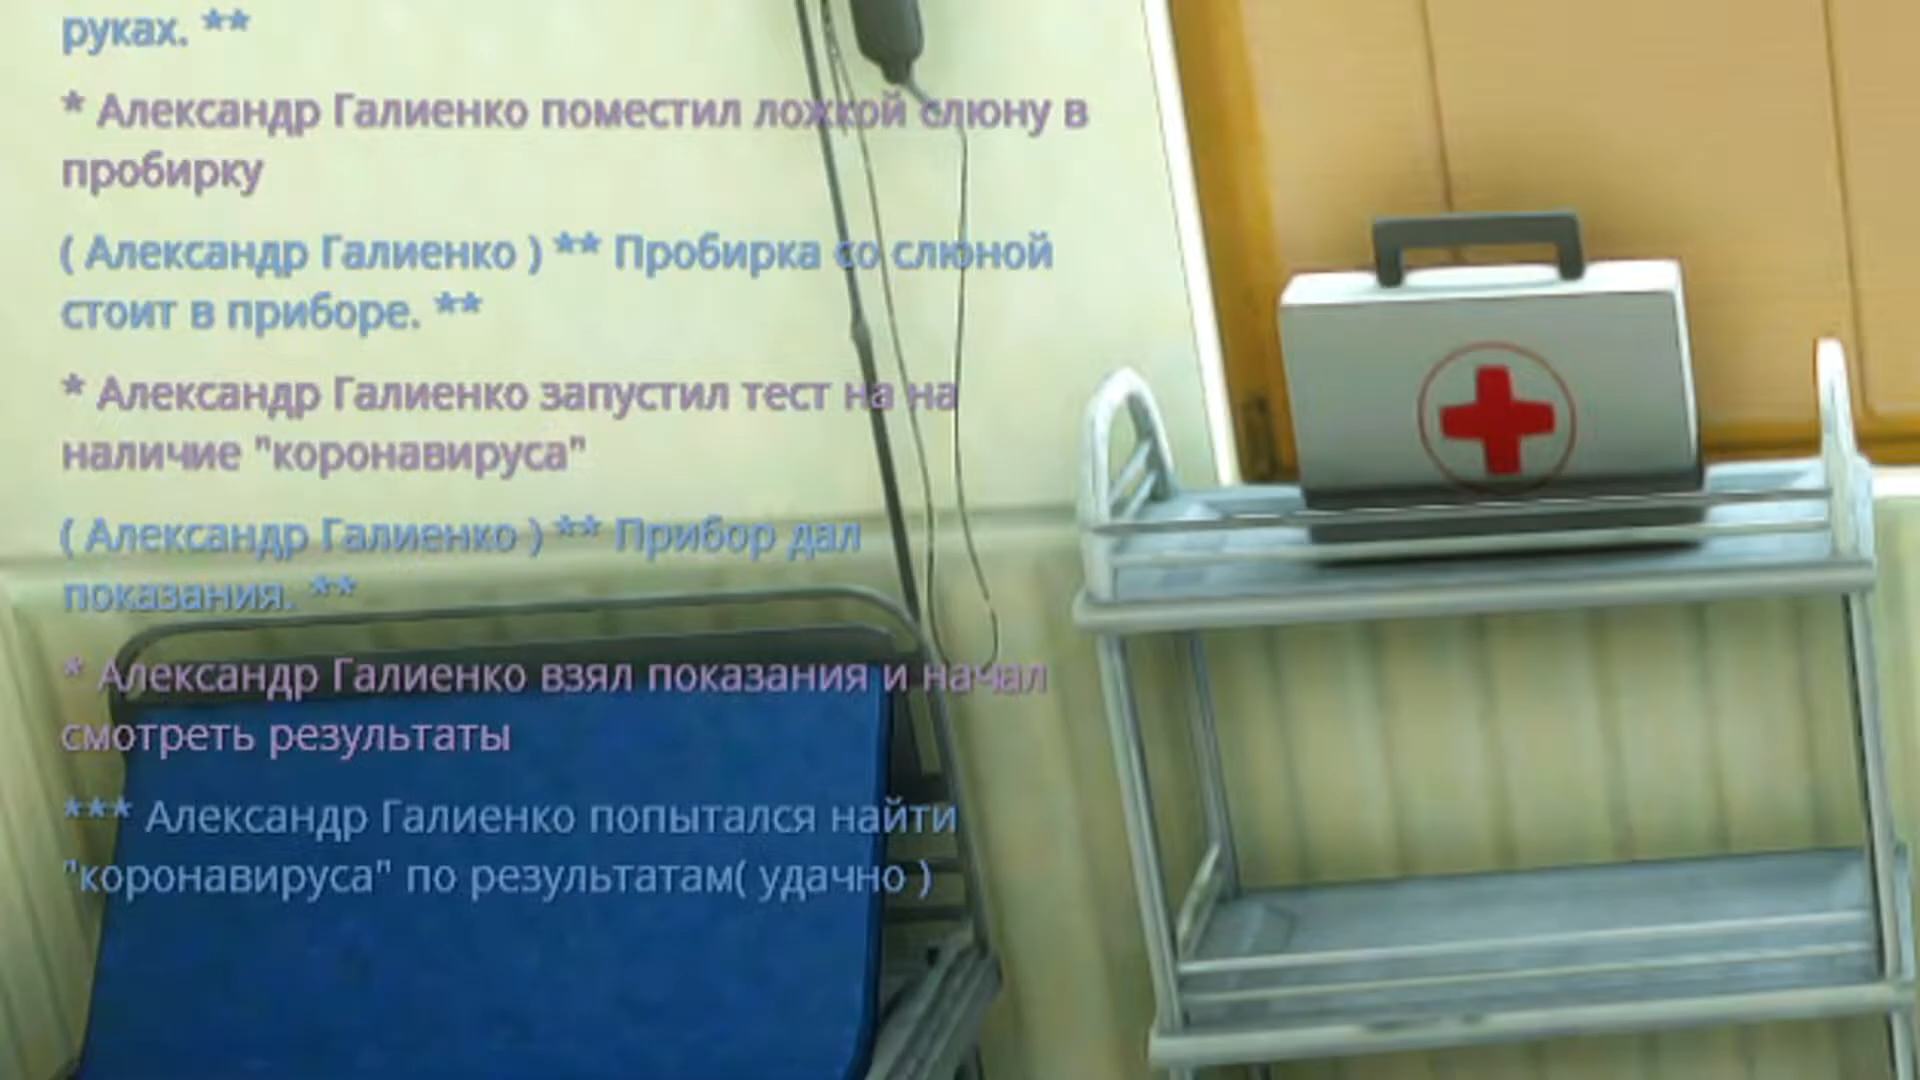 руках. **
* Александр Галиенко поместил ложкой слюну в
пробирку
( Александр Галиенко ) ** Пробирка со слюной
стоит в приборе. **
* Александр Галиенко запустил тест на на
наличие "коронавируса"
( Александр Галиенко ) ** Прибор дал
показания. **
* Александр Галиенко взял показания и начал
смотреть результаты
*** Александр Галиенко попытался найти
"коронавируса" по результатам( удачно )